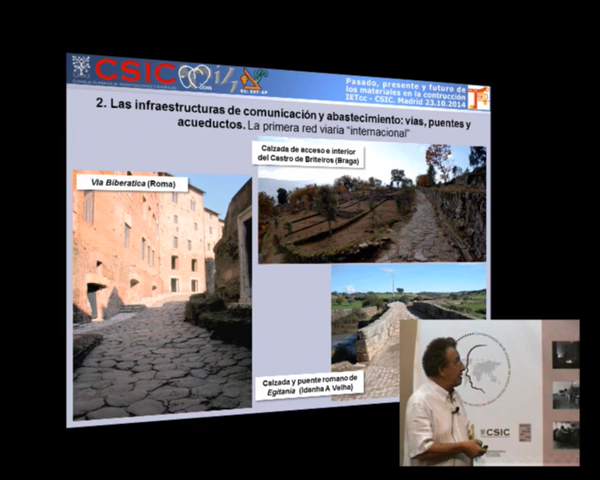 CSIC
Pasado, presente y futuro de
los materiales en la contrucción
IETcc - CSIC. Madrid 23.10.2014
2. Las infraestructuras de comunicación y abastecimiento: vias, puentes y
acueductos. La primera red viaria "internacional"
Calzada de acceso e interior
del Castro de Briteiros (Braga)
Via Biberatica (Roma)
Calzada y puente romano de
Egitania (Idanha A Velha)
CSIC